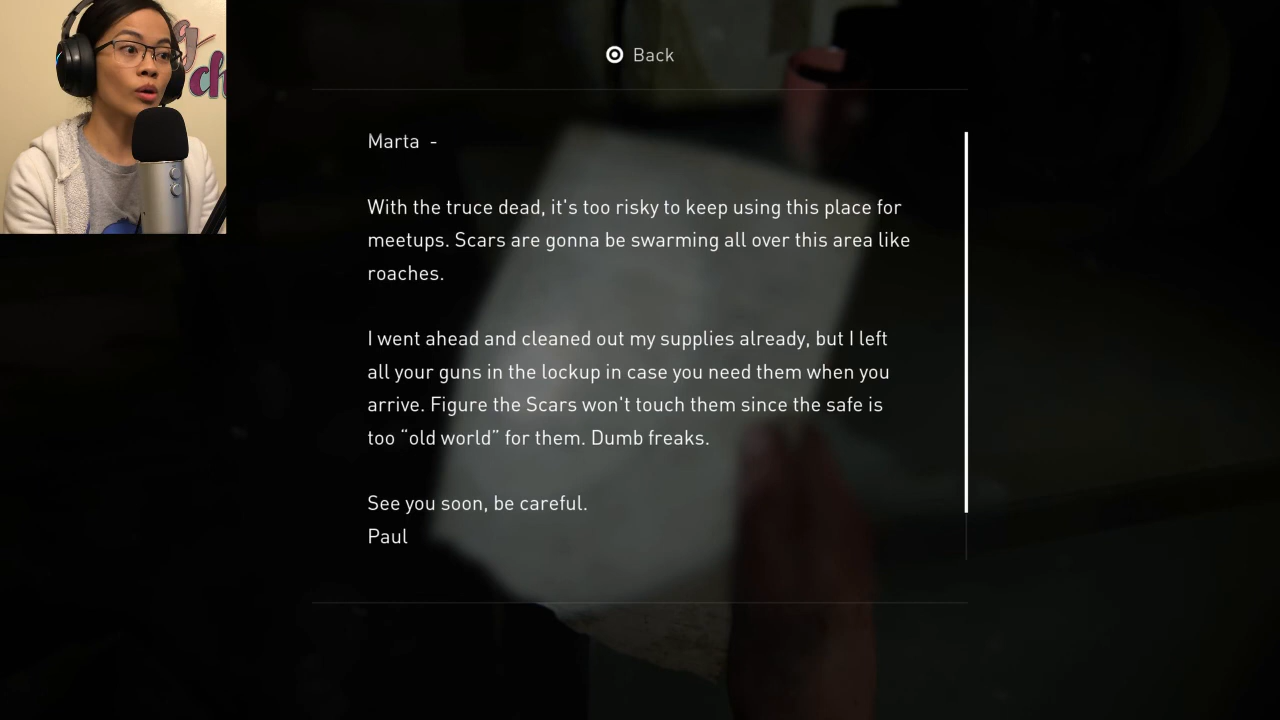 Back
Marta -
With the truce dead, it's too risky to keep using this place for
meetups. Scars are gonna be swarming all over this area like
roaches.
I went ahead and cleaned out my supplies already, but I left
all your guns in the lockup in case you need them when you
arrive. Figure the Scars won't touch them since the safe is
too “old world” for them. Dumb freaks.
See you soon, be careful.
Paul